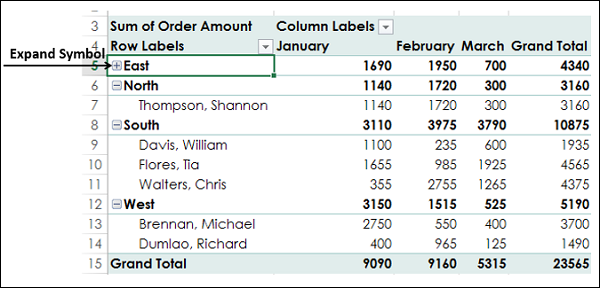 3 Sum of Order Amount Column Labels
4 Row Labels January February March Grand Total
Expand Symbol
5 East 1690 1950 700 4340
6 North 1140 1720 300 3160
7 Thompson, Shannon 1140 1720 300 3160
8 South 3110 3975 3790 10875
9 Davis, William 1100 235 600 1935
10 Flores, Tia 1655 985 1925 4565
11 Walters, Chris 355 2755 1265 4375
12 West 3150 1515 525 5190
13 Brennan, Michael 2750 550 400 3700
14 Dumlao, Richard 400 965 125 1490
15 Grand Total 9090 9160 5315 23565